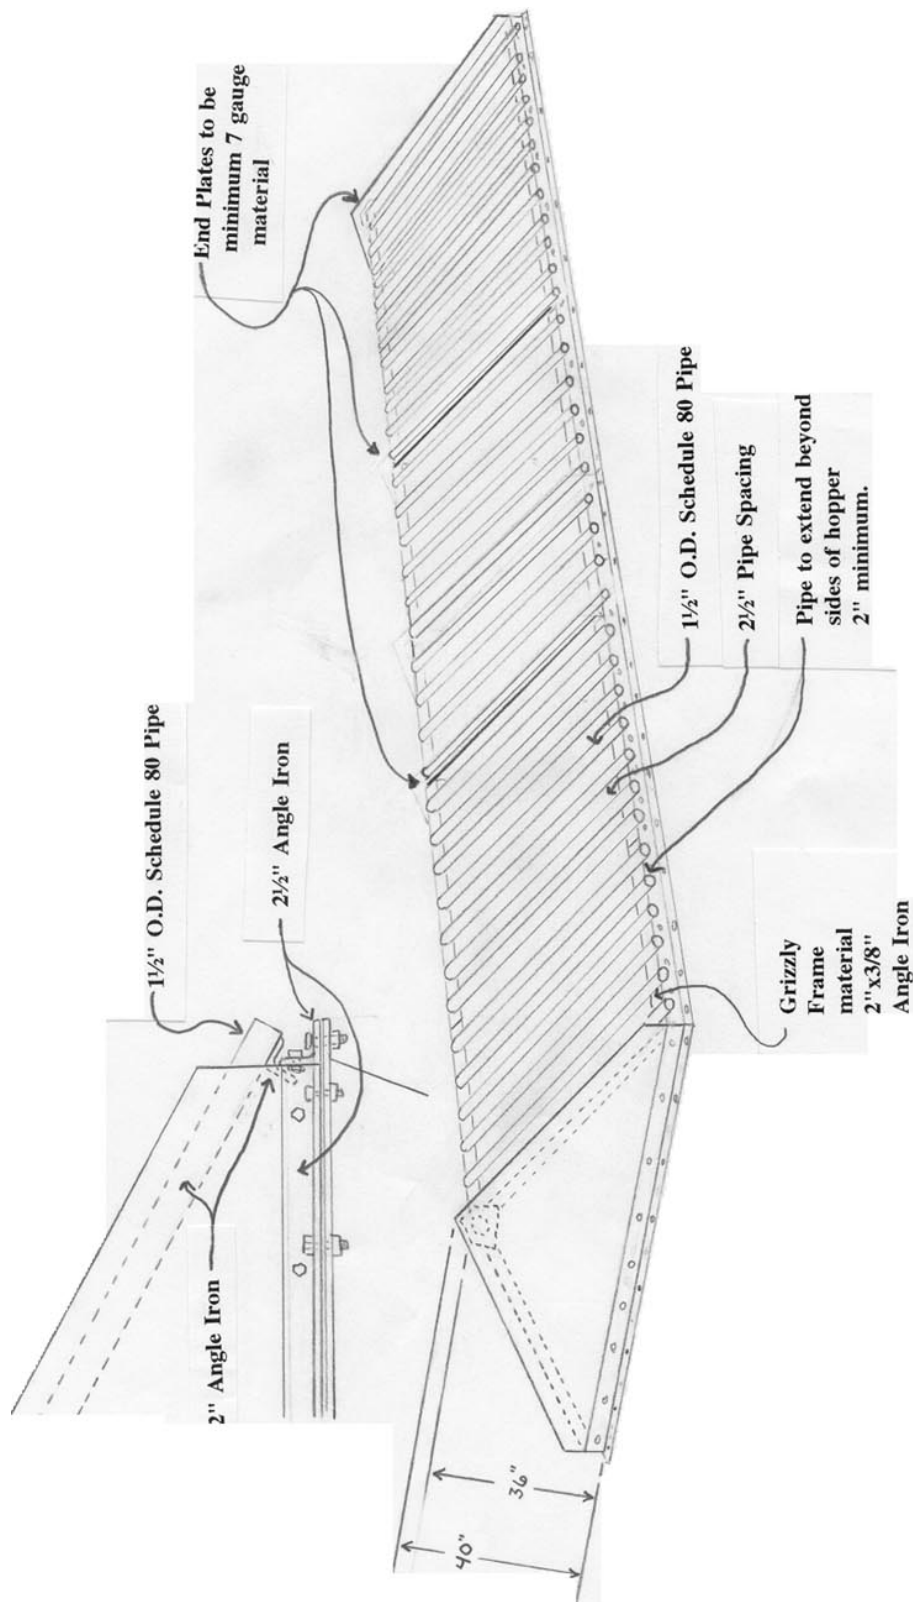 1½" O.D. Schedule 80 Pipe
2½" Angle Iron
2" Angle Iron
End Plates to be
minimum 7 gauge
material
40"
36"
1½" O.D. Schedule 80 Pipe
2½" Pipe Spacing
Pipe to extend beyond
sides of hopper
2" minimum.
Grizzly
Frame
material
2"x3/8"
Angle Iron